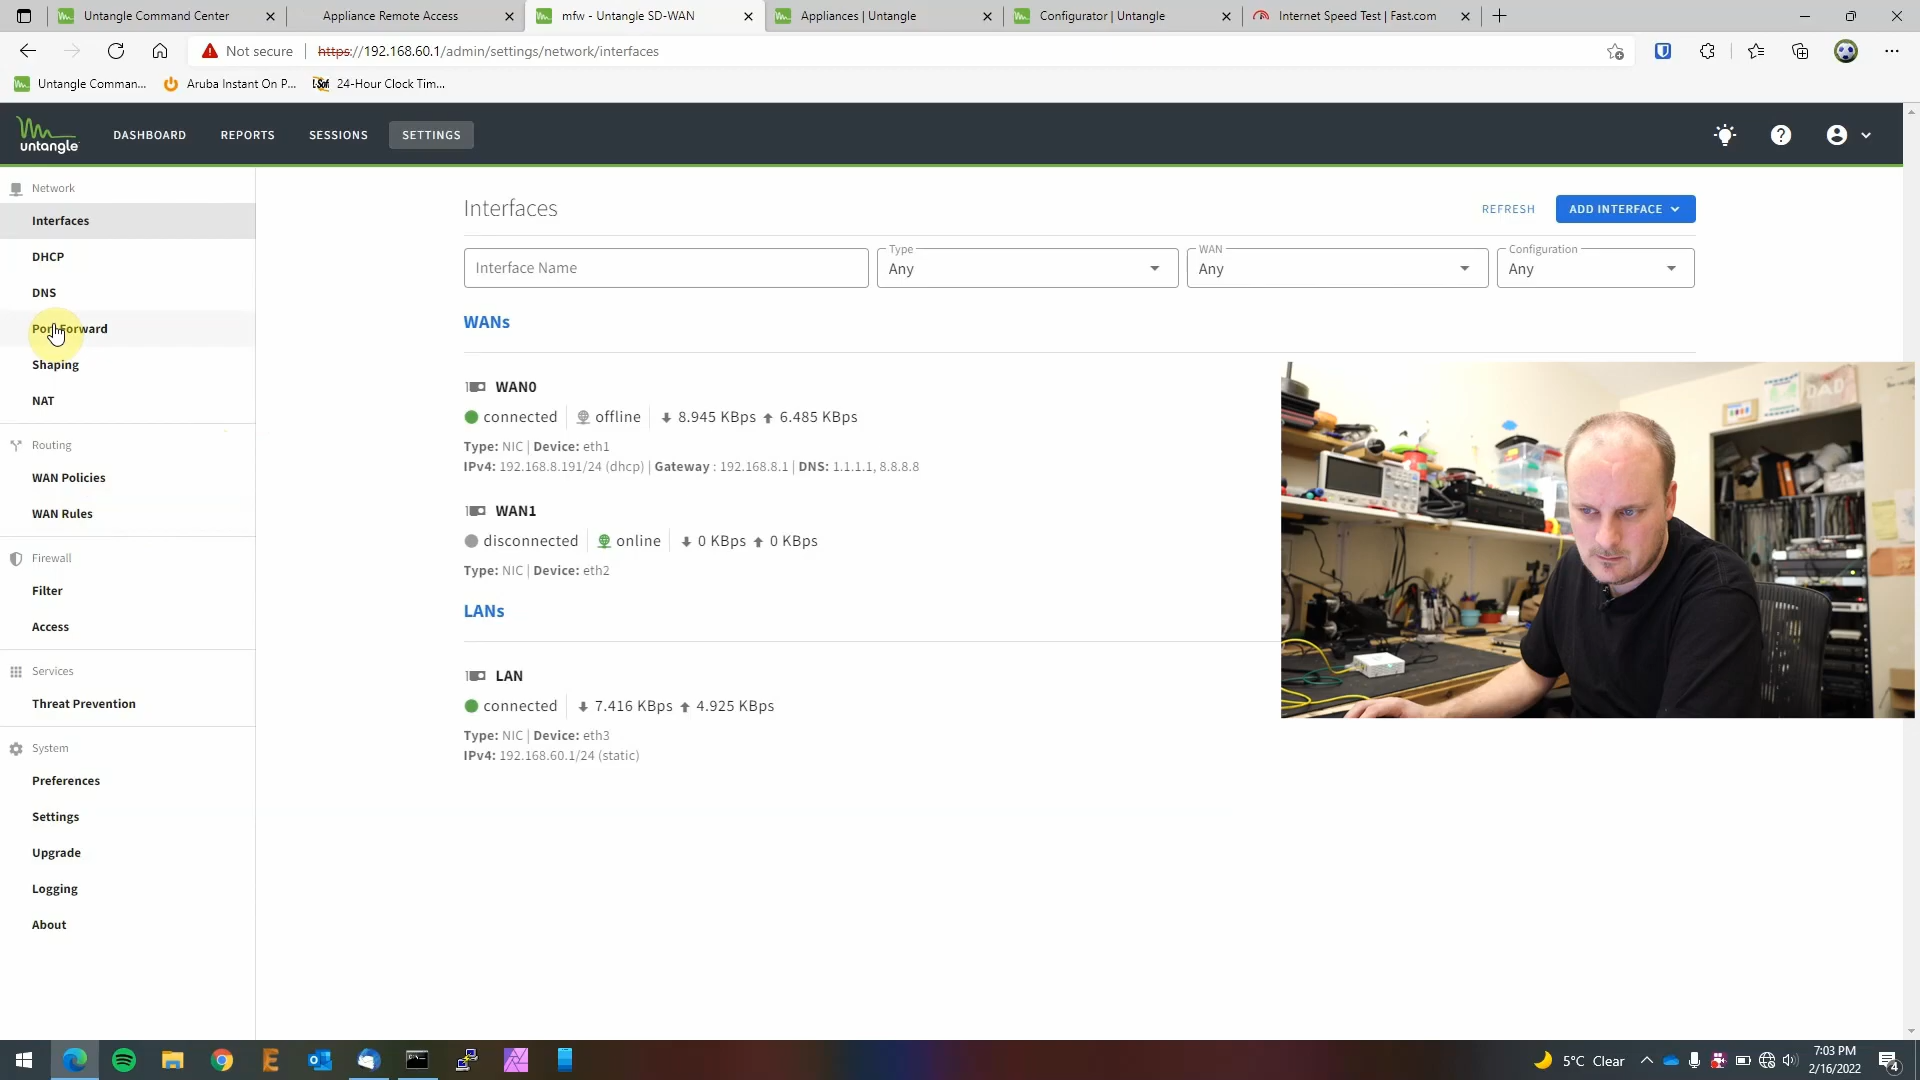 Untangle Command Center
Appliance Remote Access
mfw - Untangle SD-WAN
Appliances | Untangle
Configurator | Untangle
Internet Speed Test | Fast.com
Not secure
https://192.168.60.1/admin/settings/network/interfaces
Untangle Comman...
Aruba Instant On P...
24-Hour Clock Tim...
untangle
DASHBOARD
REPORTS
SESSIONS
SETTINGS
Network
Interfaces
DHCP
DNS
Port Forward
Shaping
NAT
Routing
WAN Policies
WAN Rules
Firewall
Filter
Access
Services
Threat Prevention
System
Preferences
Settings
Upgrade
Logging
About
Interfaces
REFRESH
ADD INTERFACE
Interface Name
Type
Any
WAN
Any
Configuration
Any
WANs
WAN0
connected offline 8.945 KBps 6.485 KBps
Type: NIC | Device: eth1
IPv4: 192.168.8.191/24 (dhcp) | Gateway : 192.168.8.1 | DNS: 1.1.1.1, 8.8.8.8
WAN1
disconnected online 0 KBps 0 KBps
Type: NIC | Device: eth2
LANs
LAN
connected 7.416 KBps 4.925 KBps
Type: NIC | Device: eth3
IPv4: 192.168.60.1/24 (static)
DAD
5°C Clear
7:03 PM
2/16/2022
4